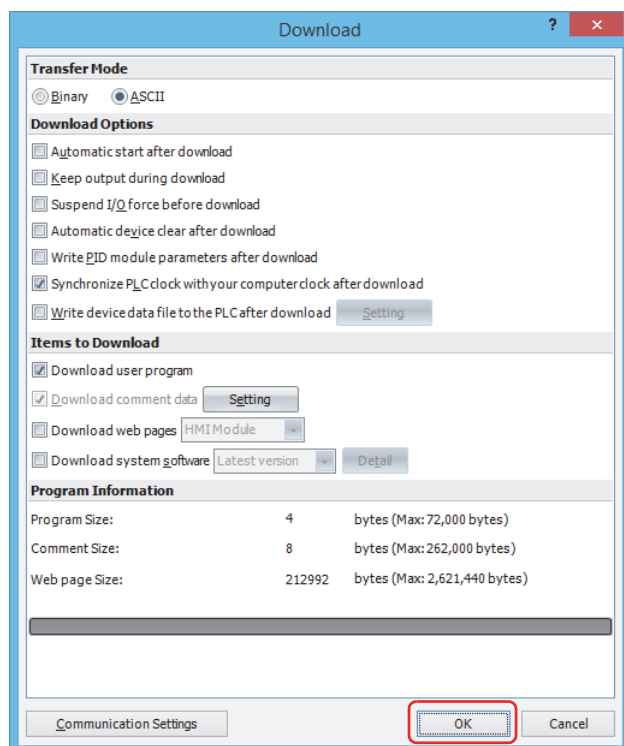 Download
?
Transfer Mode
Binary ASCII
Download Options
Automatic start after download
Keep output during download
Suspend I/O force before download
Automatic device clear after download
Write PID module parameters after download
Synchronize PLC clock with your computer clock after download
Write device data file to the PLC after download Setting
Items to Download
Download user program
Download comment data Setting
Download web pages HMI Module
Download system software Latest version Detail
Program Information
Program Size: 4 bytes (Max: 72,000 bytes)
Comment Size: 8 bytes (Max: 262,000 bytes)
Web page Size: 212992 bytes (Max: 2,621,440 bytes)
Communication Settings OK Cancel